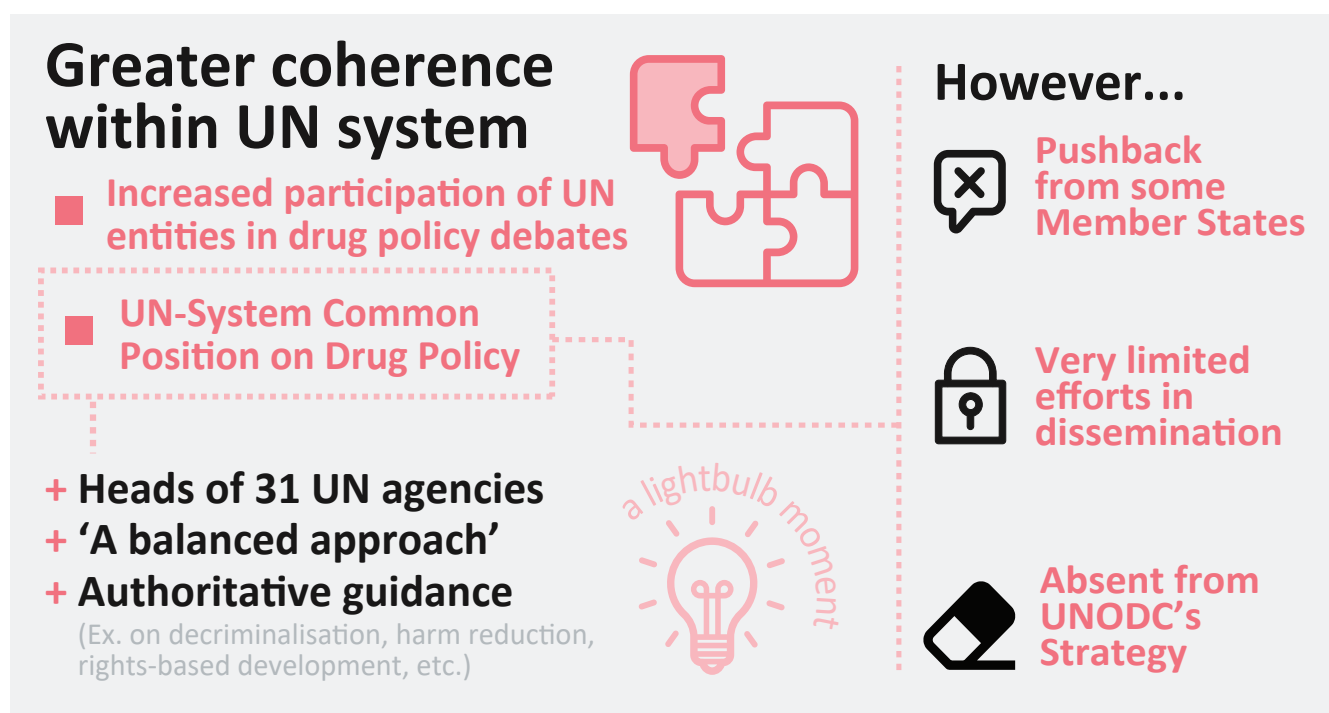 Greater coherence
within UN system
Increased participation of UN
entities in drug policy debates
UN-System Common
Position on Drug Policy
+ Heads of 31 UN agencies
+ ‘A balanced approach’
+ Authoritative guidance
(Ex. on decriminalisation, harm reduction,
rights-based development, etc.)
a lightbulb moment
However...
Pushback
from some
Member States
Very limited
efforts in
dissemination
Absent from
UNODC’s
Strategy